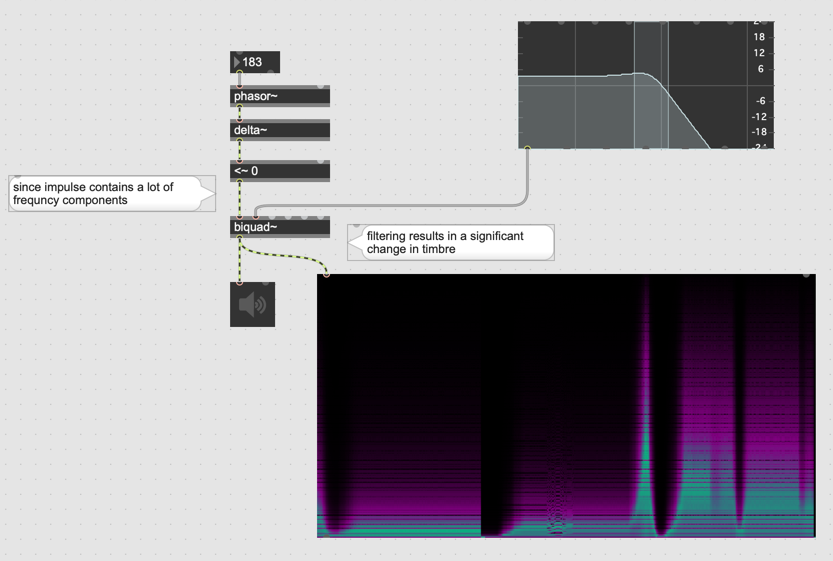 183
phasor~
delta~
<~ 0
since impulse contains a lot of
frequncy components
biquad~
filtering results in a significant
change in timbre
18
12
6
-6
-12
-18